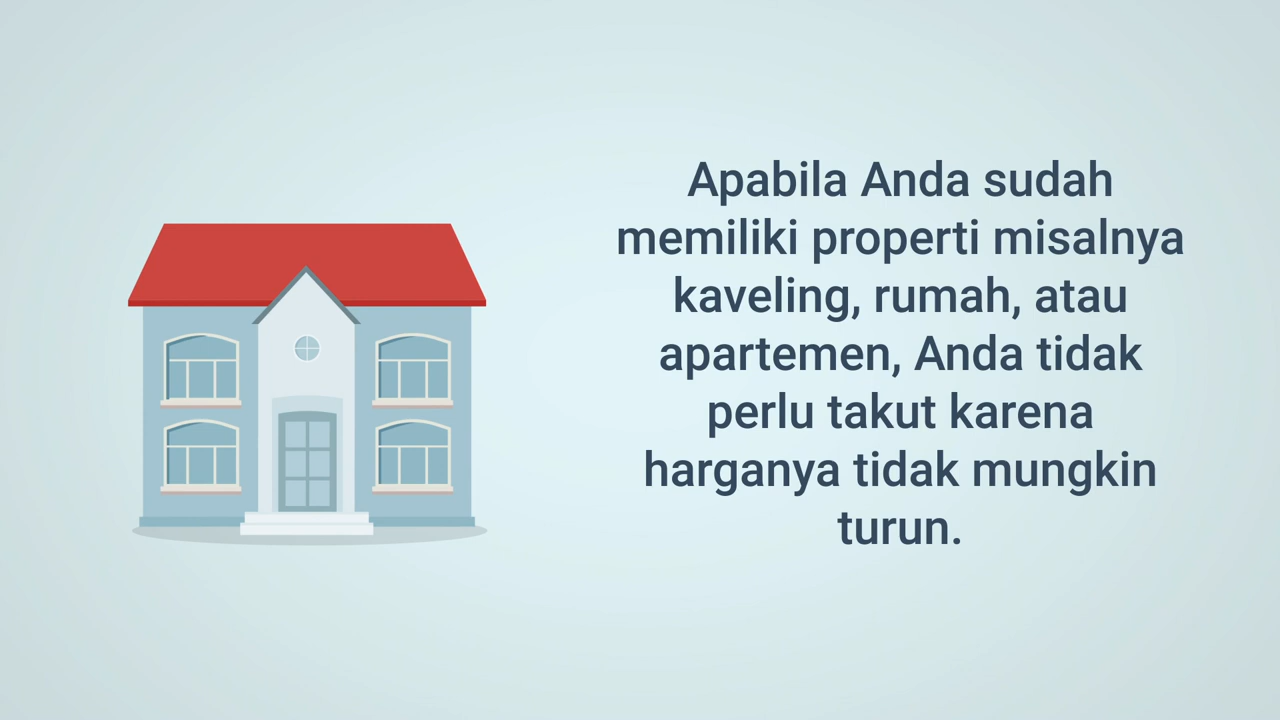 Apabila Anda sudah
memiliki properti misalnya
kaveling, rumah, atau
apartemen, Anda tidak
perlu takut karena
harganya tidak mungkin
turun.